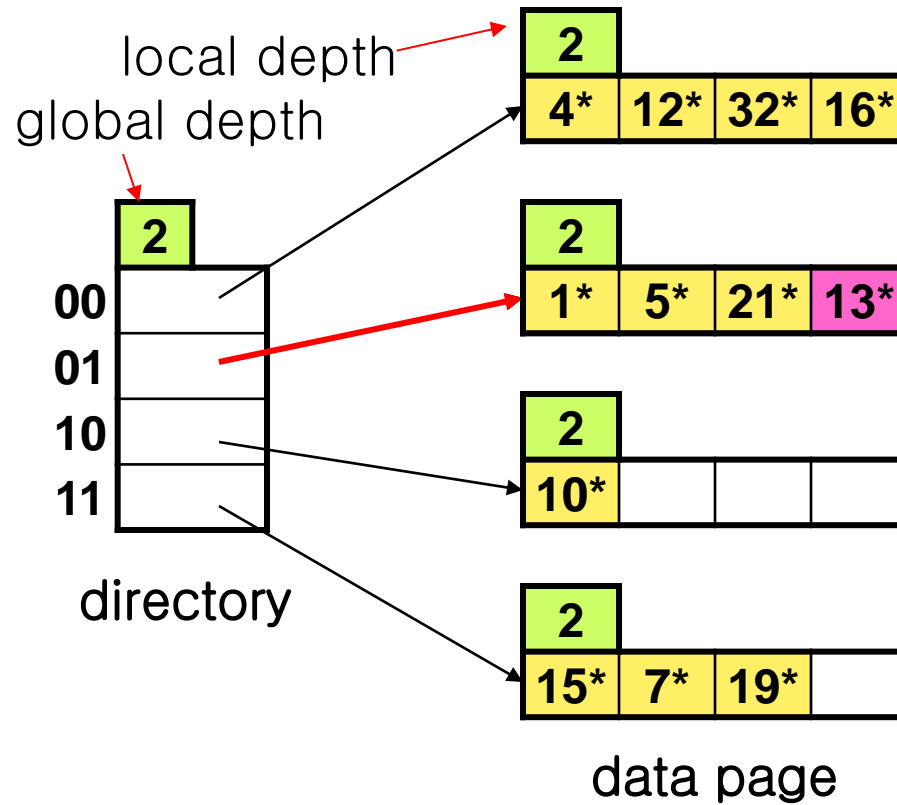 local depth
global depth
2
00
01
10
11
directory
2
4* 12* 32* 16*
2
1* 5* 21* 13*
2
10*
2
15* 7* 19*
data page